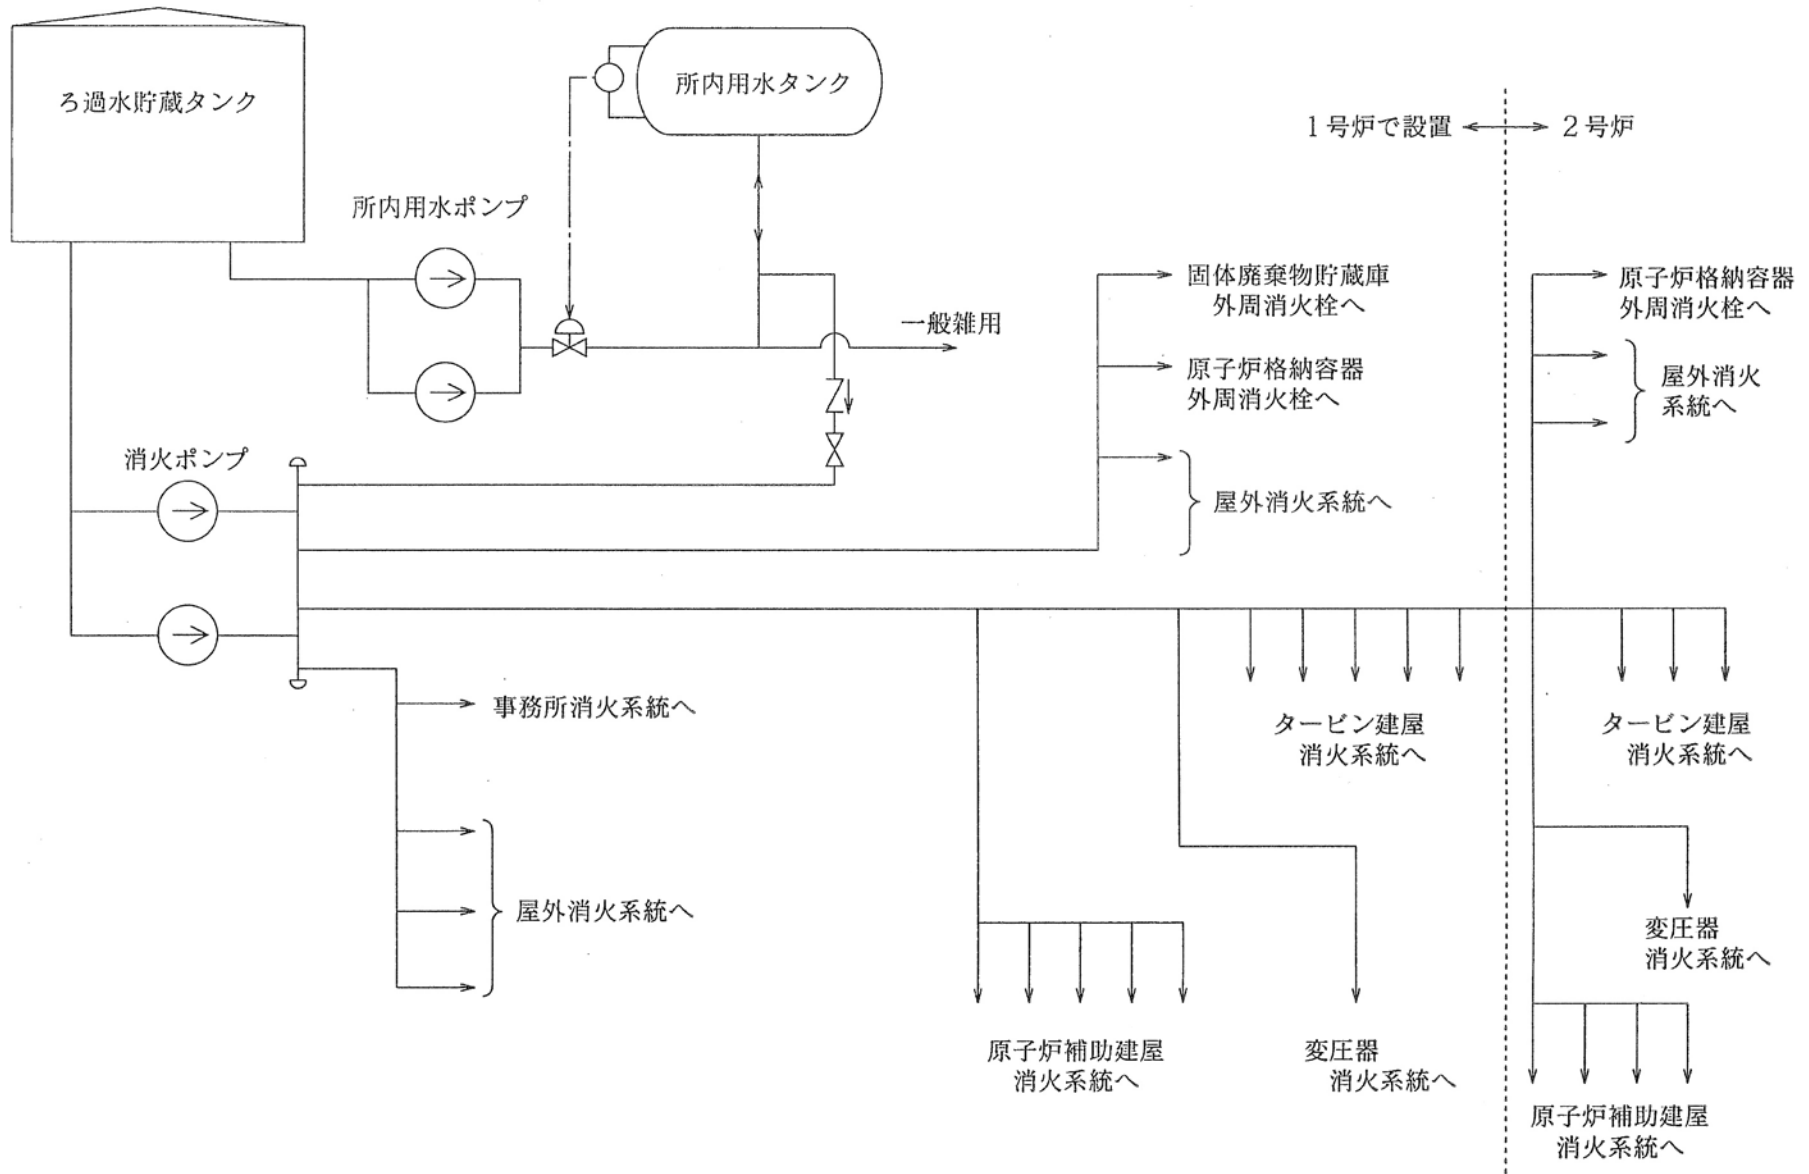 ろ過水貯蔵タンク
所内用水タンク
1号炉で設置
2号炉
所内用水ポンプ
一般雑用
固体廃棄物貯蔵庫
外周消火栓へ
原子炉格納容器
外周消火栓へ
屋外消火系統へ
原子炉格納容器
外周消火栓へ
屋外消火
系統へ
消火ポンプ
事務所消火系統へ
屋外消火系統へ
タービン建屋
消火系統へ
タービン建屋
消火系統へ
変圧器
消火系統へ
原子炉補助建屋
消火系統へ
変圧器
消火系統へ
原子炉補助建屋
消火系統へ